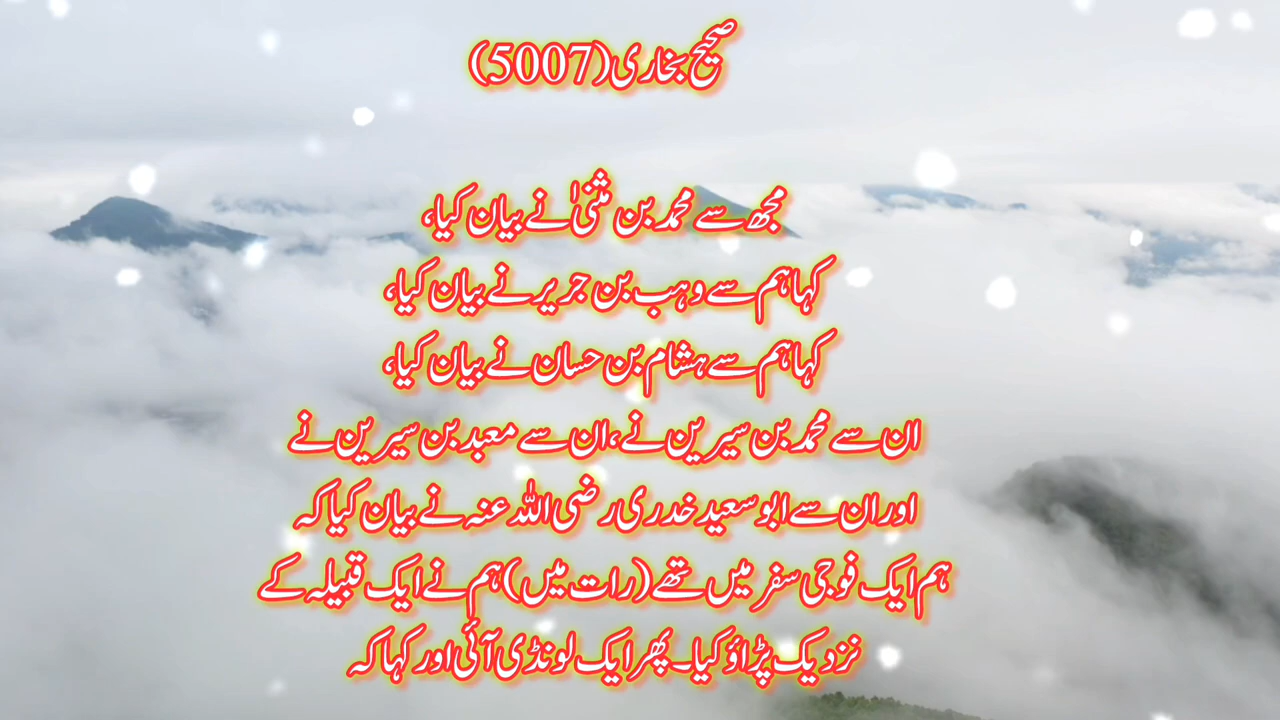 صحیح بخاری(5007)
مجھ سے محمد بن مثنیٰ نے بیان کیا،
کہا ہم سے وہب بن جریر نے بیان کیا،
کہا ہم سے ہشام بن حسان نے بیان کیا،
ان سے محمد بن سیرین نے ،ان سے معبد بن سیرین نے
اور ان سے ابو سعید خدری رضی اللہ عنہ نے بیان کیا کہ
ہم ایک فوجی سفر میں تھے (رات میں) ہم نے ایک قبیلہ کے
نزدیک پڑاؤ کیا۔ پھر ایک لونڈی آئی اور کہا کہ